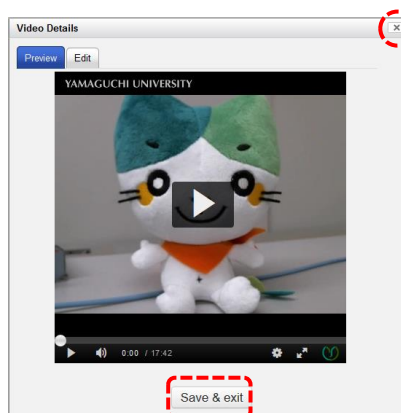 Video Details
Preview Edit
YAMAGUCHI UNIVERSITY
0:00 / 17:42
Save & exit